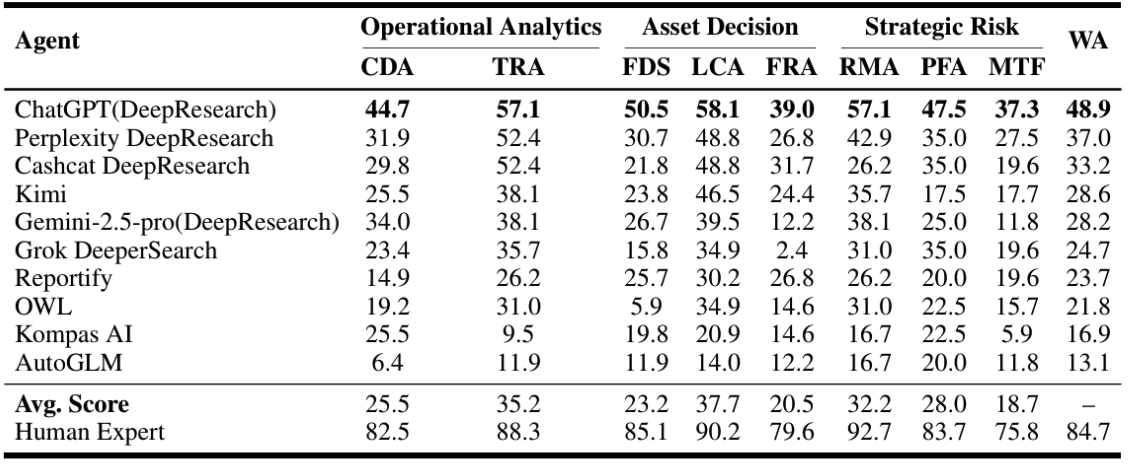 Agent Operational Analytics Asset Decision Strategic Risk WA
CDA TRA FDS LCA FRA RMA PFA MTF
ChatGPT(DeepResearch) 44.7 57.1 50.5 58.1 39.0 57.1 47.5 37.3 48.9
Perplexity DeepResearch 31.9 52.4 30.7 48.8 26.8 42.9 35.0 27.5 37.0
Cashcat DeepResearch 29.8 52.4 21.8 48.8 31.7 26.2 35.0 19.6 33.2
Kimi 25.5 38.1 23.8 46.5 24.4 35.7 17.5 17.7 28.6
Gemini-2.5-pro(DeepResearch) 34.0 38.1 26.7 39.5 12.2 38.1 25.0 11.8 28.2
Grok DeeperSearch 23.4 35.7 15.8 34.9 2.4 31.0 35.0 19.6 24.7
Reportify 14.9 26.2 25.7 30.2 26.8 26.2 20.0 19.6 23.7
OWL 19.2 31.0 5.9 34.9 14.6 31.0 22.5 15.7 21.8
Kompas AI 25.5 9.5 19.8 20.9 14.6 16.7 22.5 5.9 16.9
AutoGLM 6.4 11.9 11.9 14.0 12.2 16.7 20.0 11.8 13.1
Avg. Score 25.5 35.2 23.2 37.7 20.5 32.2 28.0 18.7 –
Human Expert 82.5 88.3 85.1 90.2 79.6 92.7 83.7 75.8 84.7